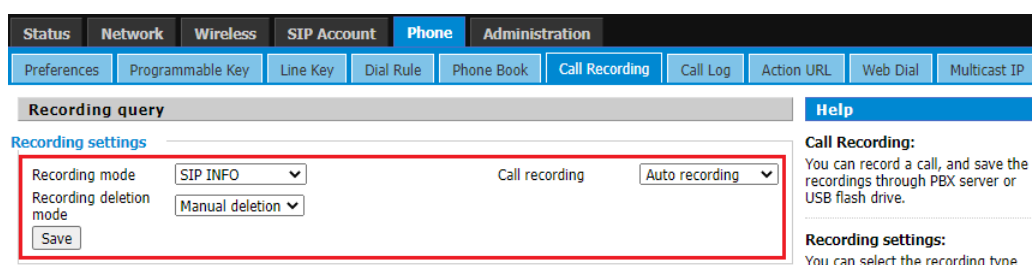 Status Network Wireless SIP Account Phone Administration
Preferences Programmable Key Line Key Dial Rule Phone Book Call Recording Call Log Action URL Web Dial Multicast IP
Recording query
Recording settings
Recording mode SIP INFO Call recording Auto recording
Recording deletion
mode Manual deletion
Save
Help
Call Recording:
You can record a call, and save the
recordings through PBX server or
USB flash drive.
Recording settings:
You can select the recording type